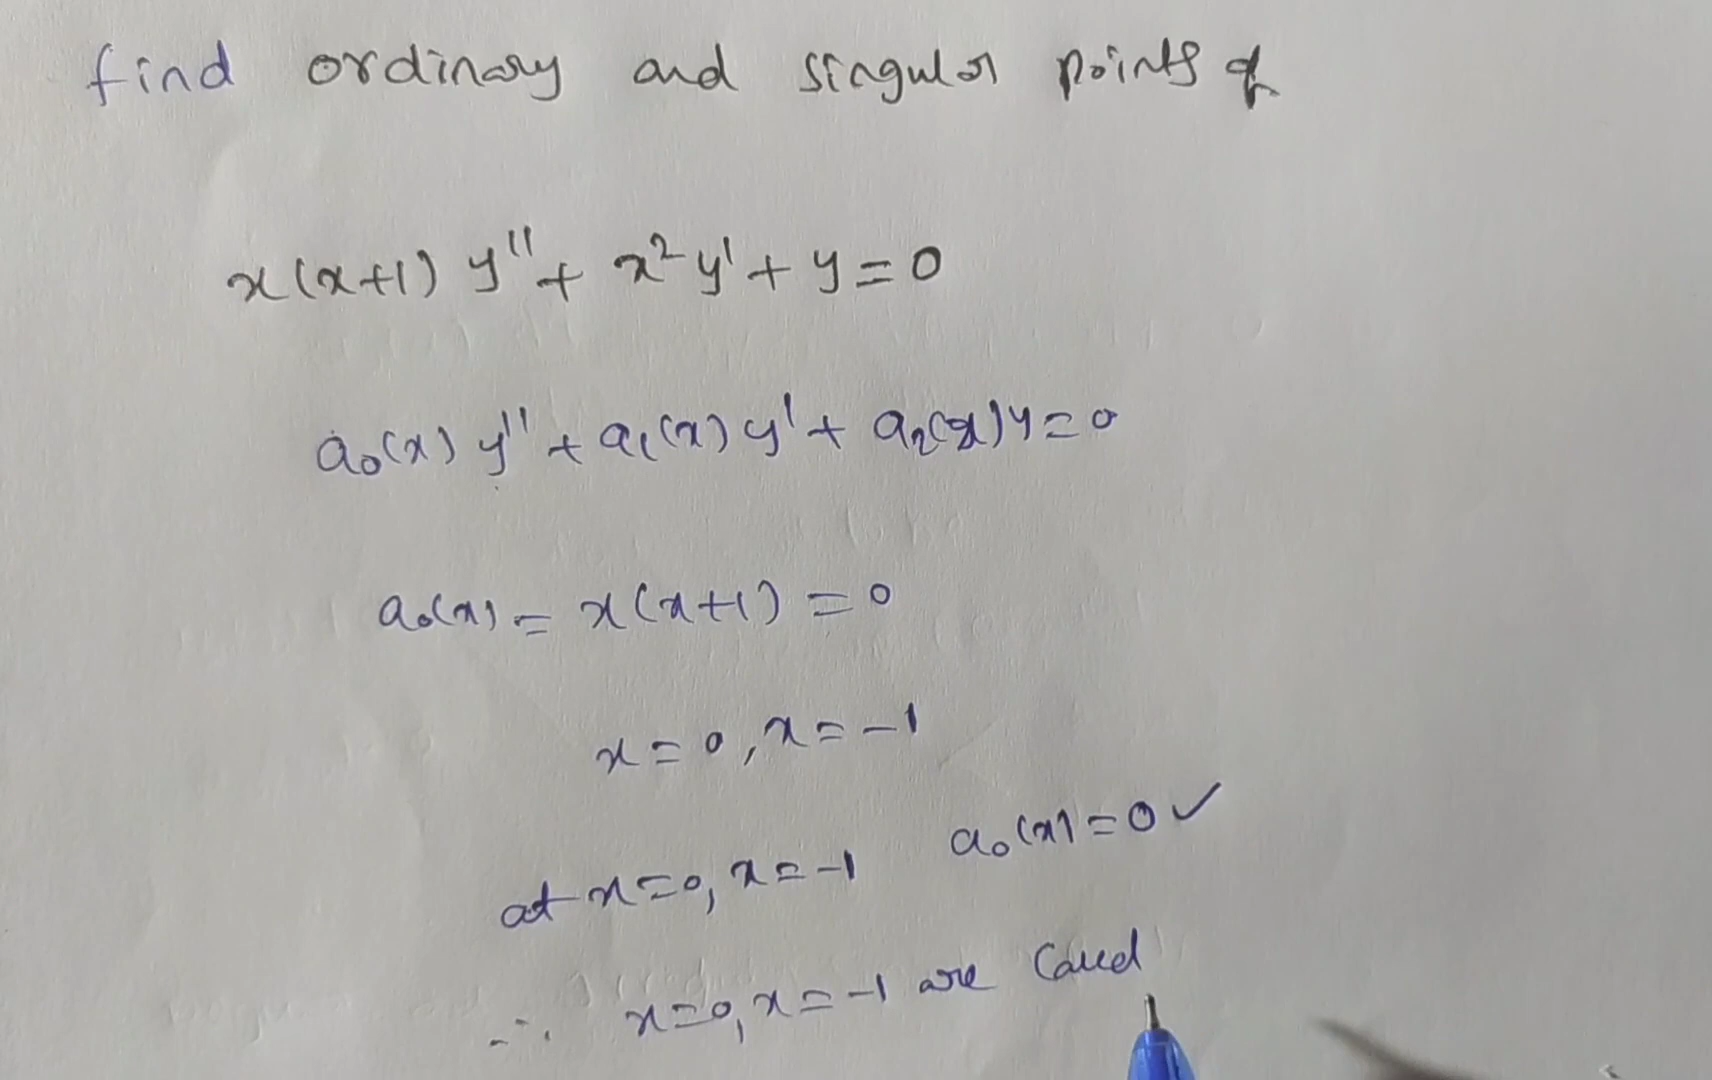 find ordinary and singular points of
x(x+1) y'' + x² y' + y = 0
a₀(x) y'' + a₁(x) y' + a₂(x) y = 0
a₀(x) = x(x+1) = 0
x = 0, x = -1
at x = 0, x = -1 a₀(x) = 0 ✓
∴ x = 0, x = -1 are called